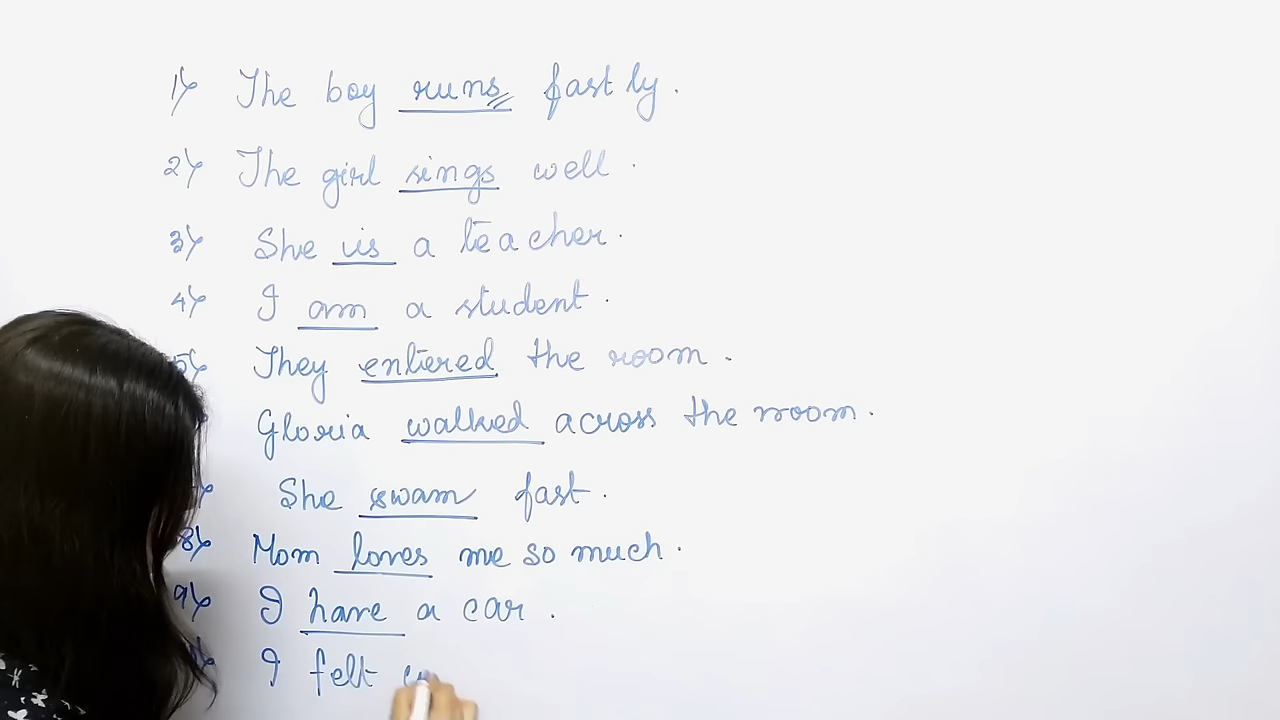 1) The boy runs fastly.
2) The girl sings well.
3) She is a teacher.
4) I am a student.
5) They entered the room.
Gloria walked across the room.
She swam fast.
8) Mom loves me so much.
9) I have a car.
I felt